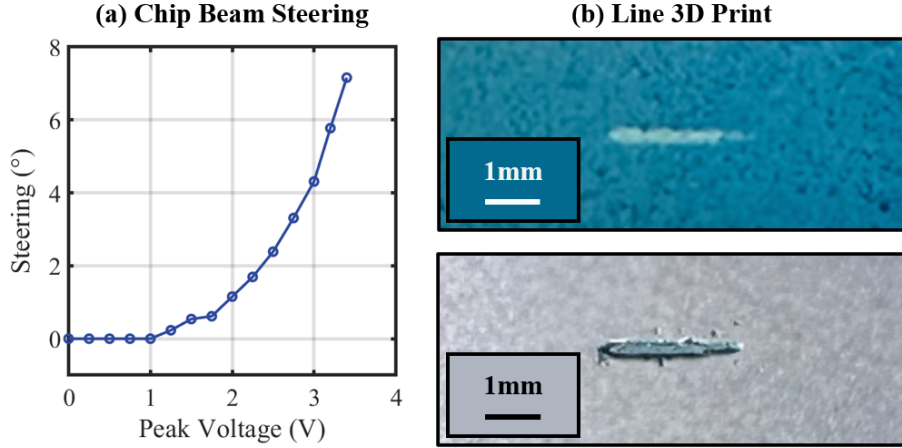 (a) Chip Beam Steering
8
6
4
2
0
Steering (°)
0 1 2 3 4
Peak Voltage (V)
(b) Line 3D Print
1mm
1mm